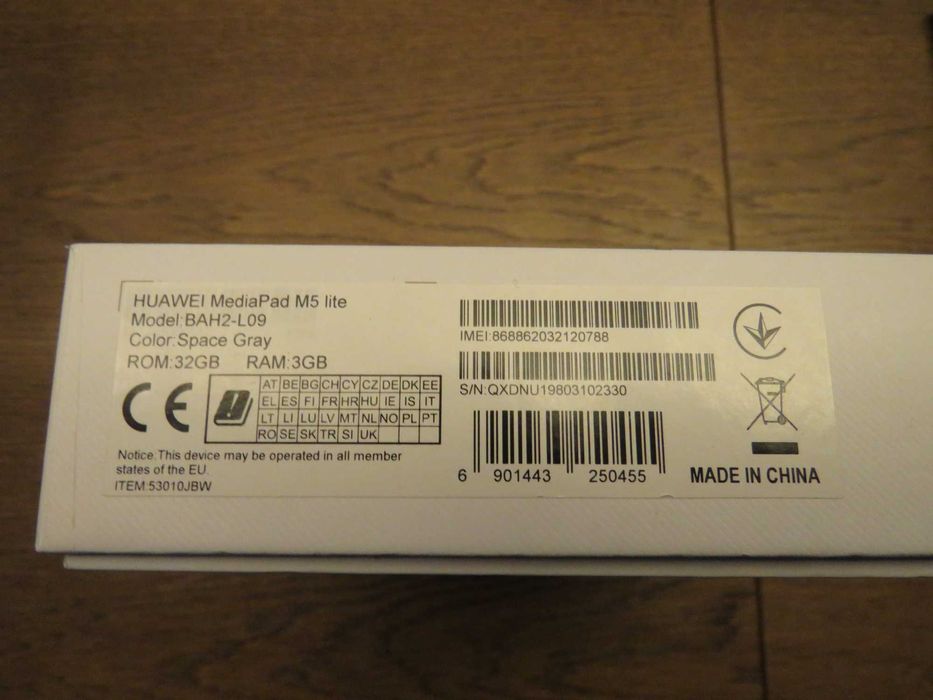 HUAWEI MediaPad M5 lite
Model:BAH2-L09
Color:Space Gray
ROM:32GB RAM:3GB
CE
AT BE BG CH CY CZ DE DK EE
EL ES FI FR HR HU IE IS IT
LT LI LU LV MT NL NO PL PT
RO SE SK TR SI UK
Notice:This device may be operated in all member
states of the EU.
ITEM 53010JBW
IMEI:868862032120788
S/N:QXDNU19803102330
6 901443 250455
MADE IN CHINA